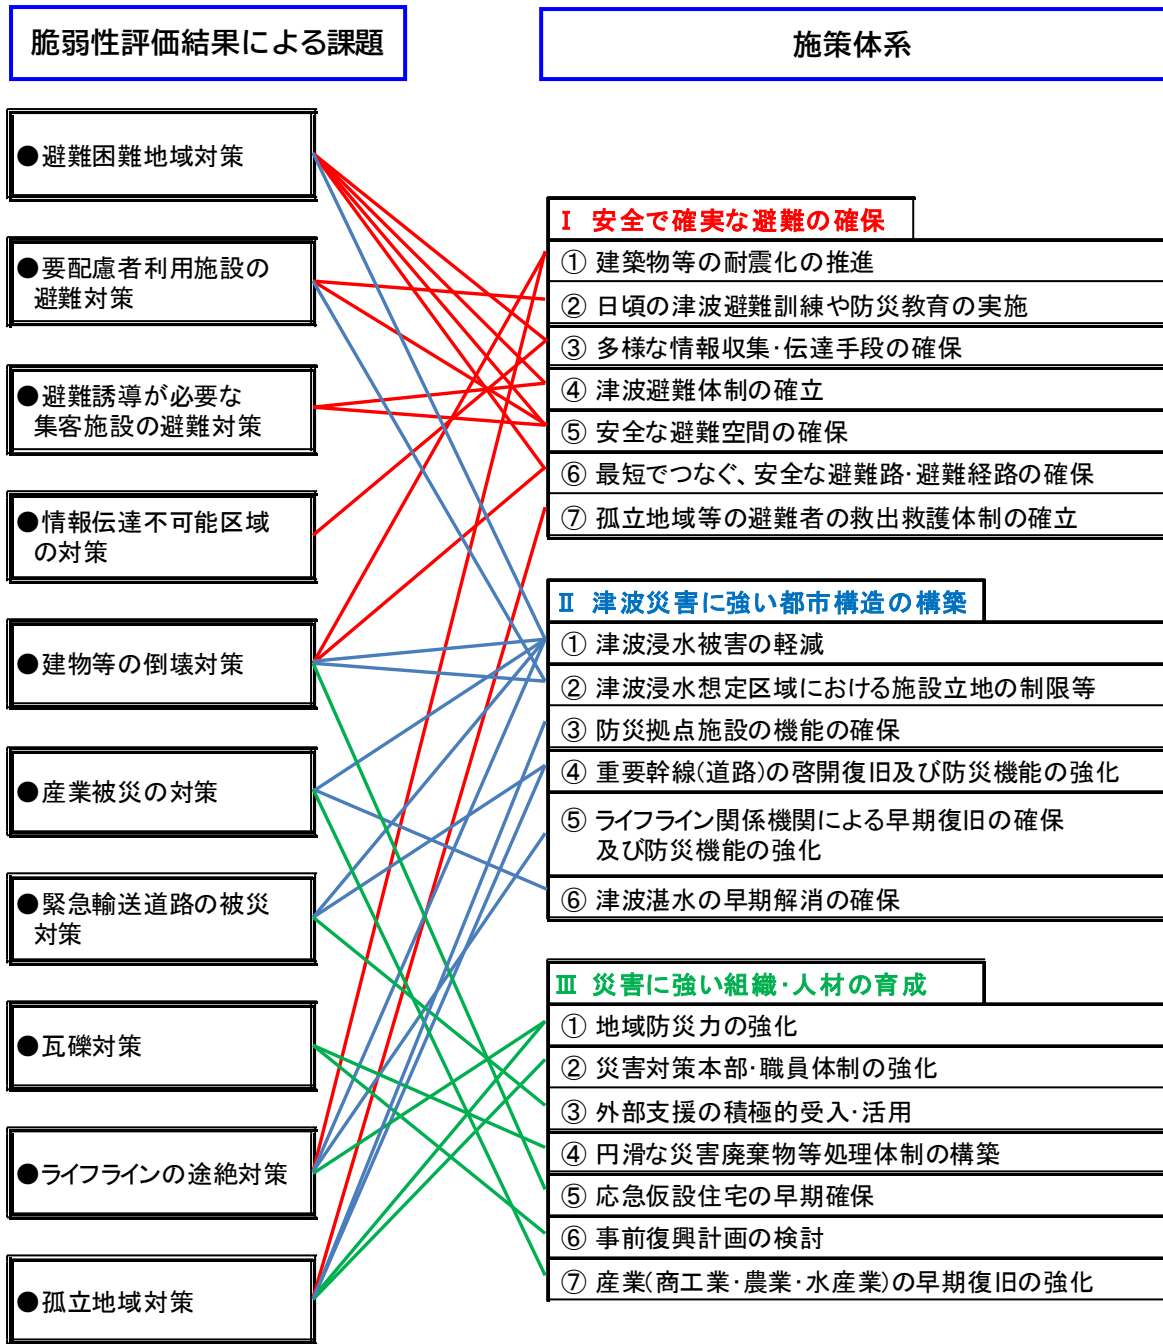 脆弱性評価結果による課題
●避難困難地域対策
●要配慮者利用施設の
避難対策
●避難誘導が必要な
集客施設の避難対策
●情報伝達不可能区域
の対策
●建物等の倒壊対策
●産業被災の対策
●緊急輸送道路の被災
対策
●瓦礫対策
●ライフラインの途絶対策
●孤立地域対策
施策体系
Ⅰ 安全で確実な避難の確保
① 建築物等の耐震化の推進
② 日頃の津波避難訓練や防災教育の実施
③ 多様な情報収集・伝達手段の確保
④ 津波避難体制の確立
⑤ 安全な避難空間の確保
⑥ 最短でつなぐ、安全な避難路・避難経路の確保
⑦ 孤立地域等の避難者の救出救護体制の確立
Ⅱ 津波災害に強い都市構造の構築
① 津波浸水被害の軽減
② 津波浸水想定区域における施設立地の制限等
③ 防災拠点施設の機能の確保
④ 重要幹線(道路)の啓開復旧及び防災機能の強化
⑤ ライフライン関係機関による早期復旧の確保
及び防災機能の強化
⑥ 津波湛水の早期解消の確保
Ⅲ 災害に強い組織・人材の育成
① 地域防災力の強化
② 災害対策本部・職員体制の強化
③ 外部支援の積極的受入・活用
④ 円滑な災害廃棄物等処理体制の構築
⑤ 応急仮設住宅の早期確保
⑥ 事前復興計画の検討
⑦ 産業(商工業・農業・水産業)の早期復旧の強化